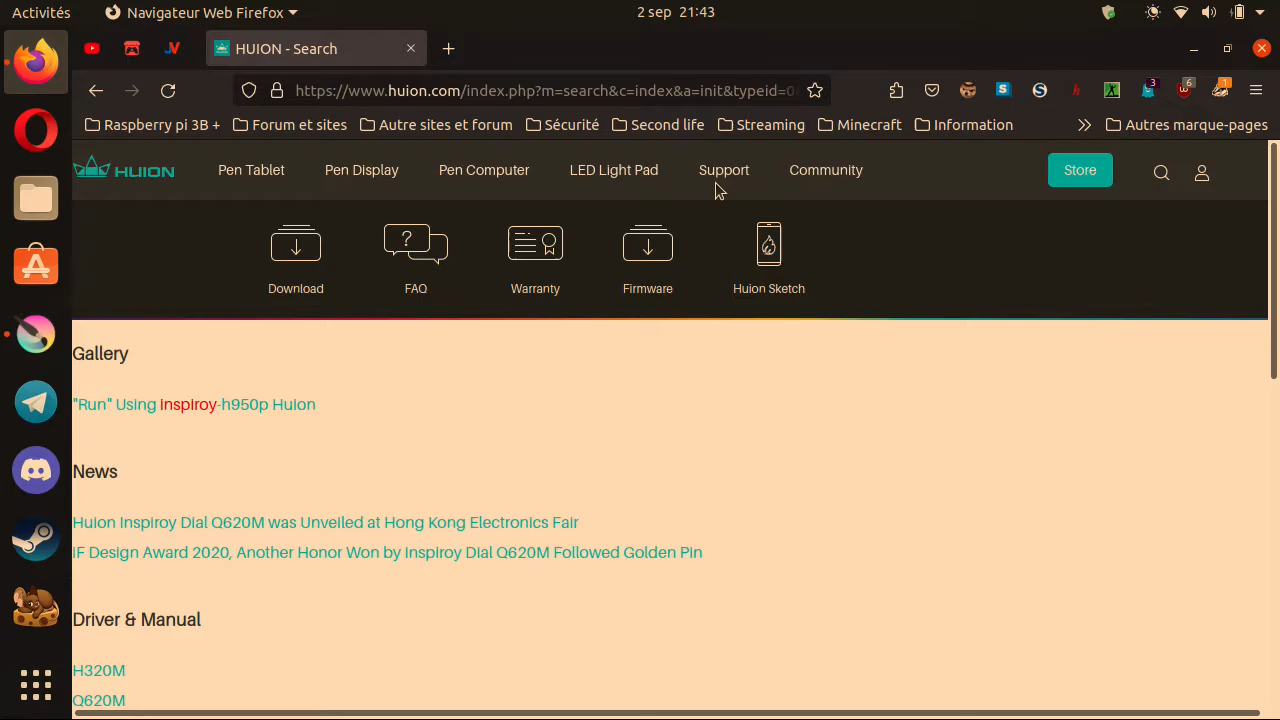 Activités
Navigateur Web Firefox
2 sep 21:43
HUION - Search
https://www.huion.com/index.php?m=search&c=index&a=init&typeid=0
3
6
1
Raspberry pi 3B +
Forum et sites
Autre sites et forum
Sécurité
Second life
Streaming
Minecraft
Information
Autres marque-pages
HUION
Pen Tablet
Pen Display
Pen Computer
LED Light Pad
Support
Community
Store
Download
FAQ
Warranty
Firmware
Huion Sketch
Gallery
"Run" Using inspiroy-h950p Huion
News
Huion Inspiroy Dial Q620M was Unveiled at Hong Kong Electronics Fair
iF Design Award 2020, Another Honor Won by Inspiroy Dial Q620M Followed Golden Pin
Driver & Manual
H320M
Q620M